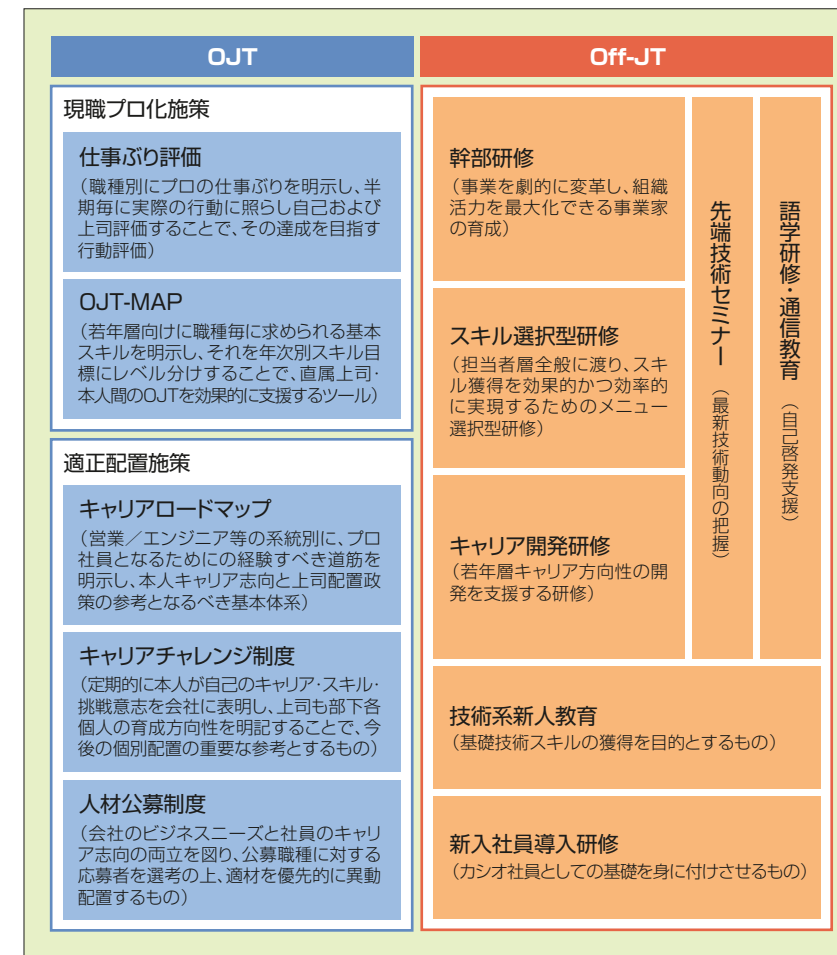 OJT
現職プロ化施策
仕事ぶり評価
（職種別にプロの仕事ぶりを明示し、半
期毎に実際の行動に照らし自己および
上司評価することで、その達成を目指す
行動評価）
OJT-MAP
（若年層向けに職種毎に求められる基本
スキルを明示し、それを年次別スキル目
標にレベル分けすることで、直属上司・
本人間のOJTを効果的に支援するツール）
適正配置施策
キャリアロードマップ
（営業／エンジニア等の系統別に、プロ
社員となるためにの経験すべき道筋を
明示し、本人キャリア志向と上司配置政
策の参考となるべき基本体系）
キャリアチャレンジ制度
（定期的に本人が自己のキャリア・スキル・
挑戦意志を会社に表明し、上司も部下各
個人の育成方向性を明記することで、今
後の個別配置の重要な参考とするもの）
人材公募制度
（会社のビジネスニーズと社員のキャリ
ア志向の両立を図り、公募職種に対する
応募者を選考の上、適材を優先的に異動
配置するもの）
Off-JT
幹部研修
（事業を劇的に変革し、組織
活力を最大化できる事業家
の育成）
スキル選択型研修
（担当者層全般に渡り、スキ
ル獲得を効果的かつ効率的
に実現するためのメニュー
選択型研修）
キャリア開発研修
（若年層キャリア方向性の開
発を支援する研修）
先端技術セミナー（最新技術動向の把握）
語学研修・通信教育（自己啓発支援）
技術系新人教育
（基礎技術スキルの獲得を目的とするもの）
新入社員導入研修
（カシオ社員としての基礎を身に付けさせるもの）